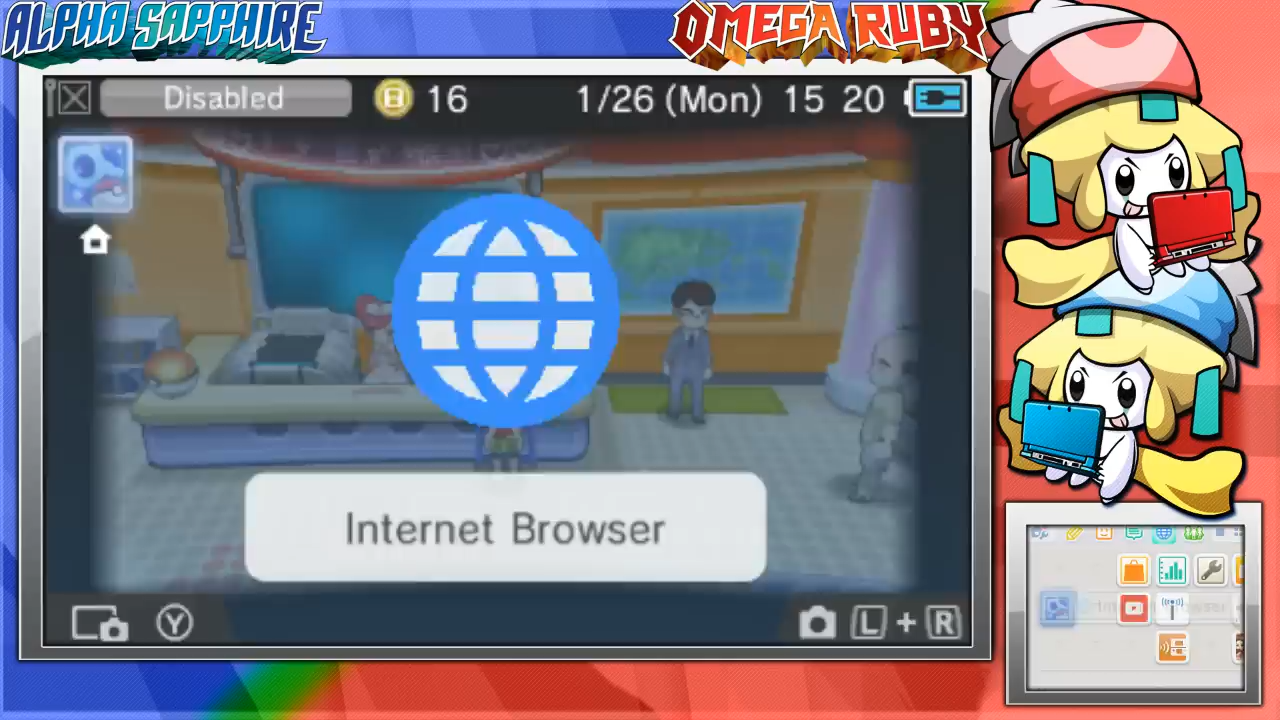 ALPHA SAPPHIRE
OMEGA RUBY
Disabled
16
1/26 (Mon) 15 20
Internet Browser
Y
L + R